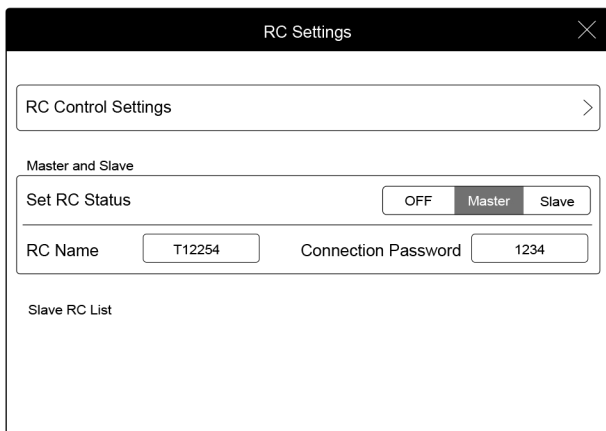 RC Settings
RC Control Settings
Master and Slave
Set RC Status OFF Master Slave
RC Name T12254 Connection Password 1234
Slave RC List